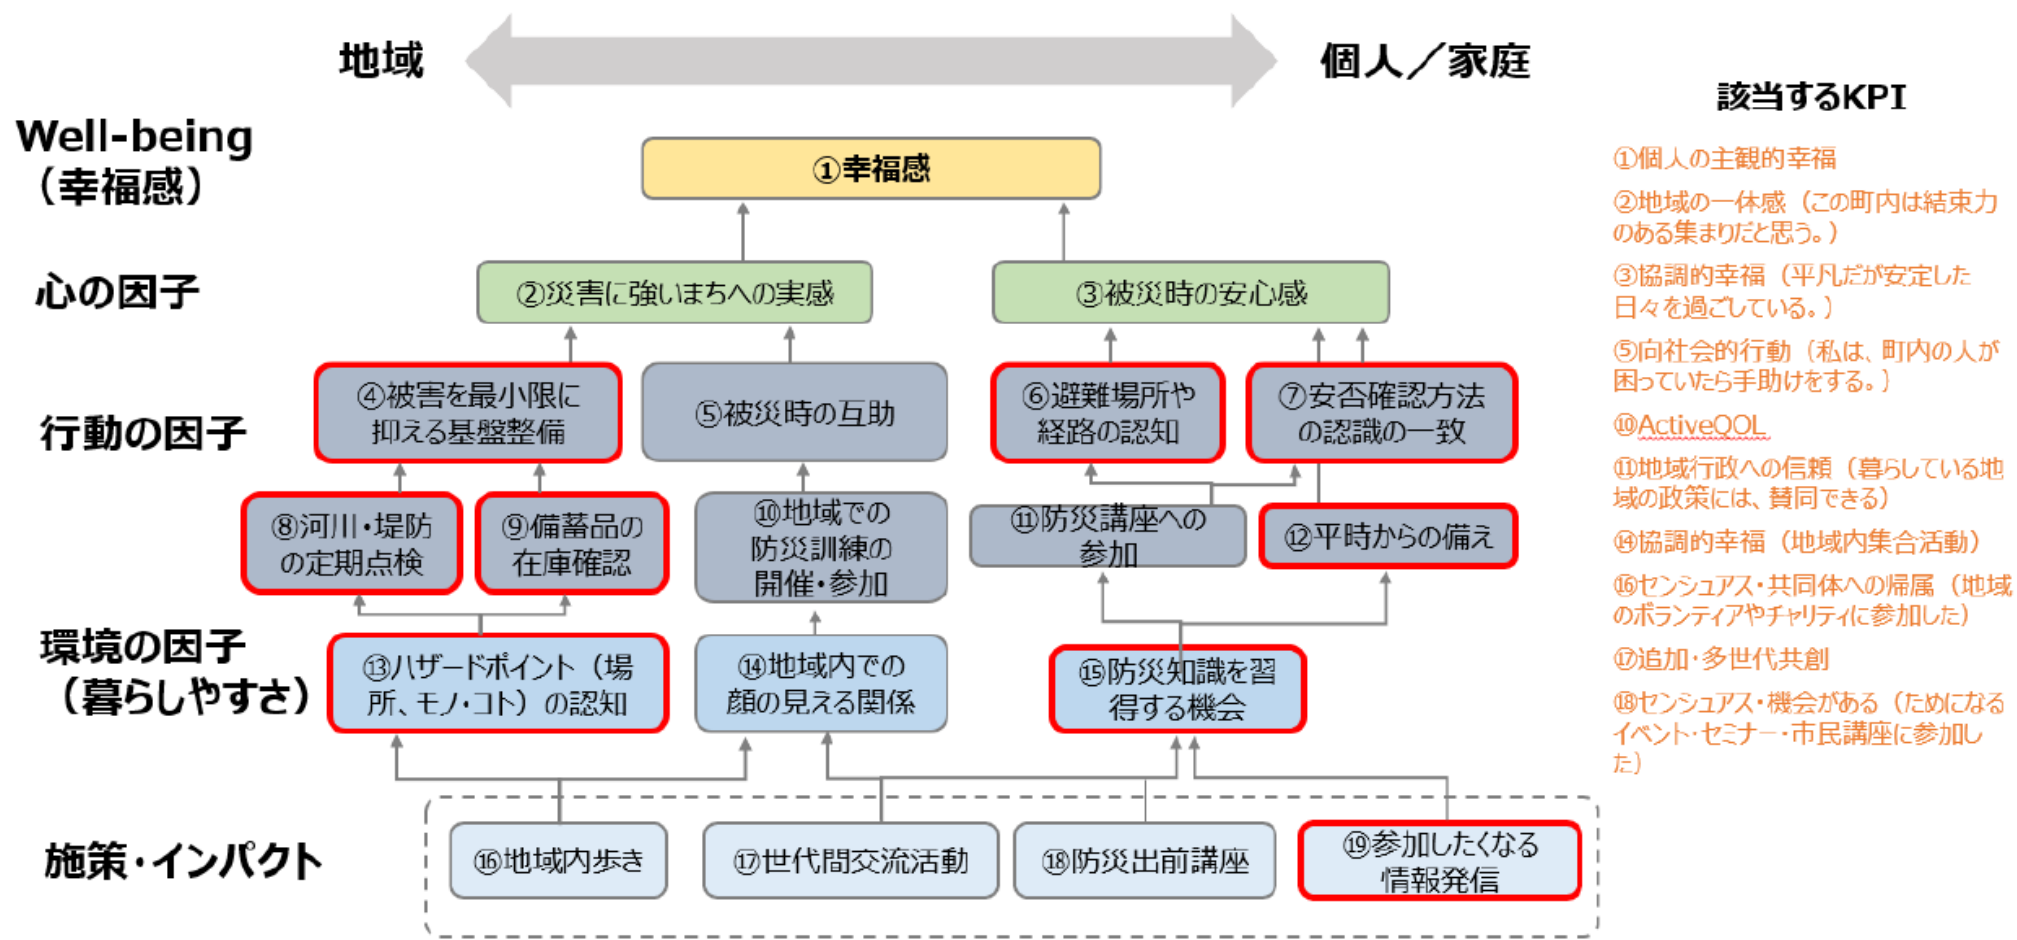 地域
個人／家庭
該当するKPI
Well-being
（幸福感）
①幸福感
心の因子
②災害に強いまちへの実感
③被災時の安心感
行動の因子
④被害を最小限に
抑える基盤整備
⑤被災時の互助
⑥避難場所や
経路の認知
⑦安否確認方法
の認識の一致
⑧河川・堤防
の定期点検
⑨備蓄品の
在庫確認
⑩地域での
防災訓練の
開催・参加
⑪防災講座への
参加
⑫平時からの備え
環境の因子
（暮らしやすさ）
⑬ハザードポイント（場
所、モノ・コト）の認知
⑭地域内での
顔の見える関係
⑮防災知識を習
得する機会
施策・インパクト
⑯地域内歩き
⑰世代間交流活動
⑱防災出前講座
⑲参加したくなる
情報発信
①個人の主観的幸福
②地域の一体感（この町内は結束力
のある集まりだと思う。）
③協調的幸福（平凡だが安定した
日々を過ごしている。）
⑤向社会的行動（私は、町内の人が
困っていたら手助けをする。）
⑩ActiveQOL
⑪地域行政への信頼（暮らしている地
域の政策には、賛同できる）
⑭協調的幸福（地域内集合活動）
⑯センシュアス・共同体への帰属（地域
のボランティアやチャリティに参加した）
⑰追加・多世代共創
⑱センシュアス・機会がある（ためになる
イベント・セミナー・市民講座に参加し
た）